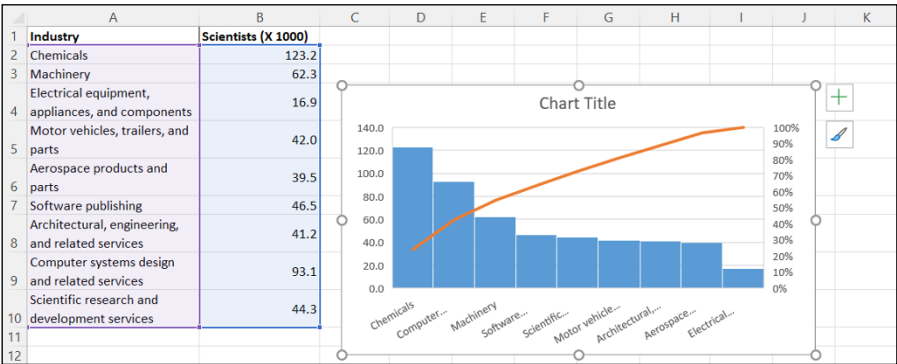 A B C D E F G H I J K
1 Industry Scientists (X 1000)
2 Chemicals 123.2
3 Machinery 62.3
Electrical equipment,
4 appliances, and components 16.9
Motor vehicles, trailers, and
5 parts 42.0
Aerospace products and
6 parts 39.5
7 Software publishing 46.5
Architectural, engineering,
8 and related services 41.2
Computer systems design
9 and related services 93.1
Scientific research and
10 development services 44.3
11
12
Chart Title
140.0 100%
120.0 90%
100.0 80%
80.0 70%
60.0 60%
40.0 50%
20.0 40%
0.0 30%
20%
10%
0%
Chemicals Computer... Machinery Software... Scientific... Motor vehicle... Architectural,... Aerospace... Electrical...